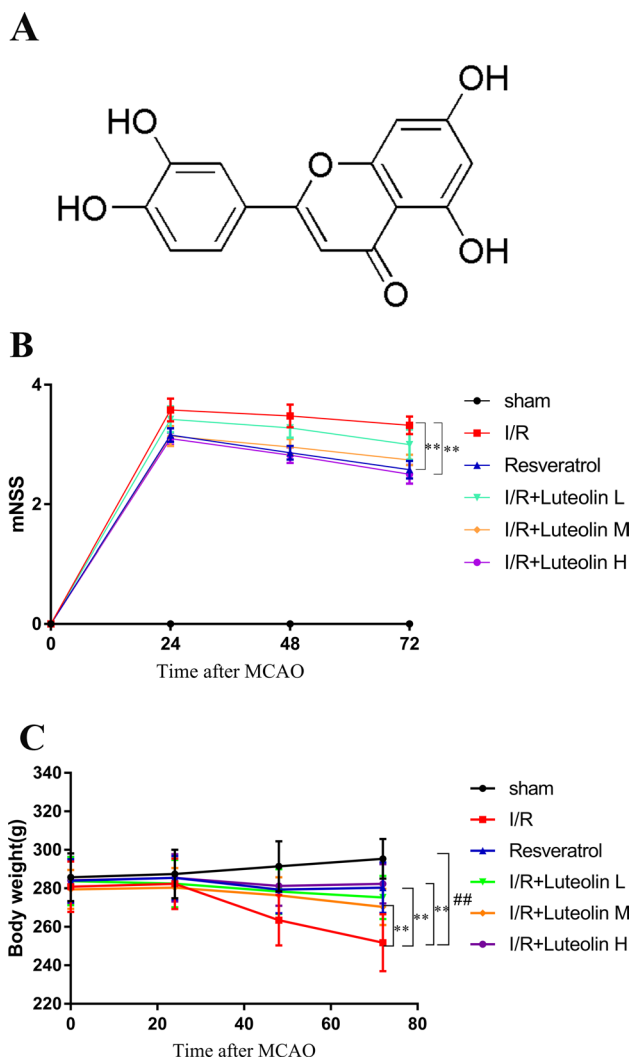 A
OH
HO
O
HO
OH
O
B
4
2
0
mNSS
0 24 48 72
Time after MCAO
** **
sham
I/R
Resveratrol
I/R+Luteolin L
I/R+Luteolin M
I/R+Luteolin H
C
340
320
300
280
260
240
220
Body weight(g)
0 20 40 60 80
Time after MCAO
** ** ** ##
sham
I/R
Resveratrol
I/R+Luteolin L
I/R+Luteolin M
I/R+Luteolin H